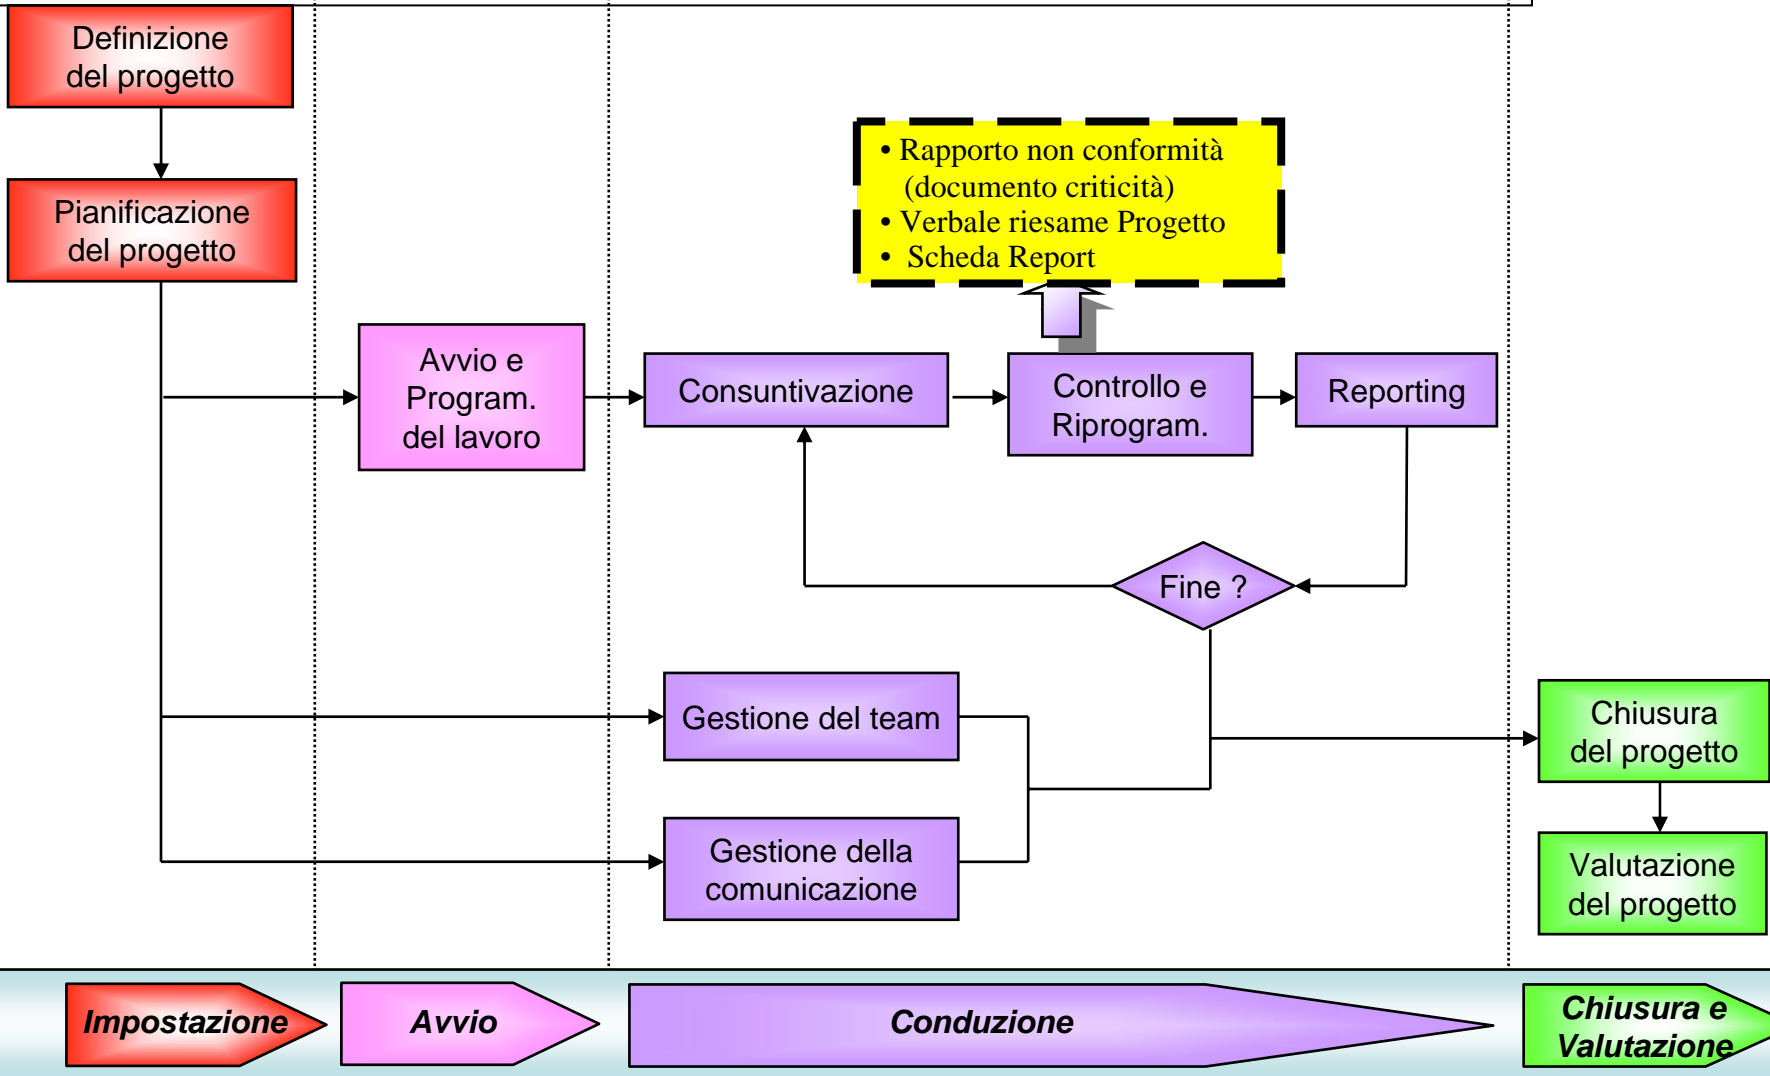 Definizione
del progetto
Pianificazione
del progetto
• Rapporto non conformità
(documento criticità)
• Verbale riesame Progetto
• Scheda Report
Avvio e
Program.
del lavoro
Consuntivazione
Controllo e
Riprogram.
Reporting
Fine ?
Gestione del team
Gestione della
comunicazione
Chiusura
del progetto
Valutazione
del progetto
Impostazione
Avvio
Conduzione
Chiusura e
Valutazione